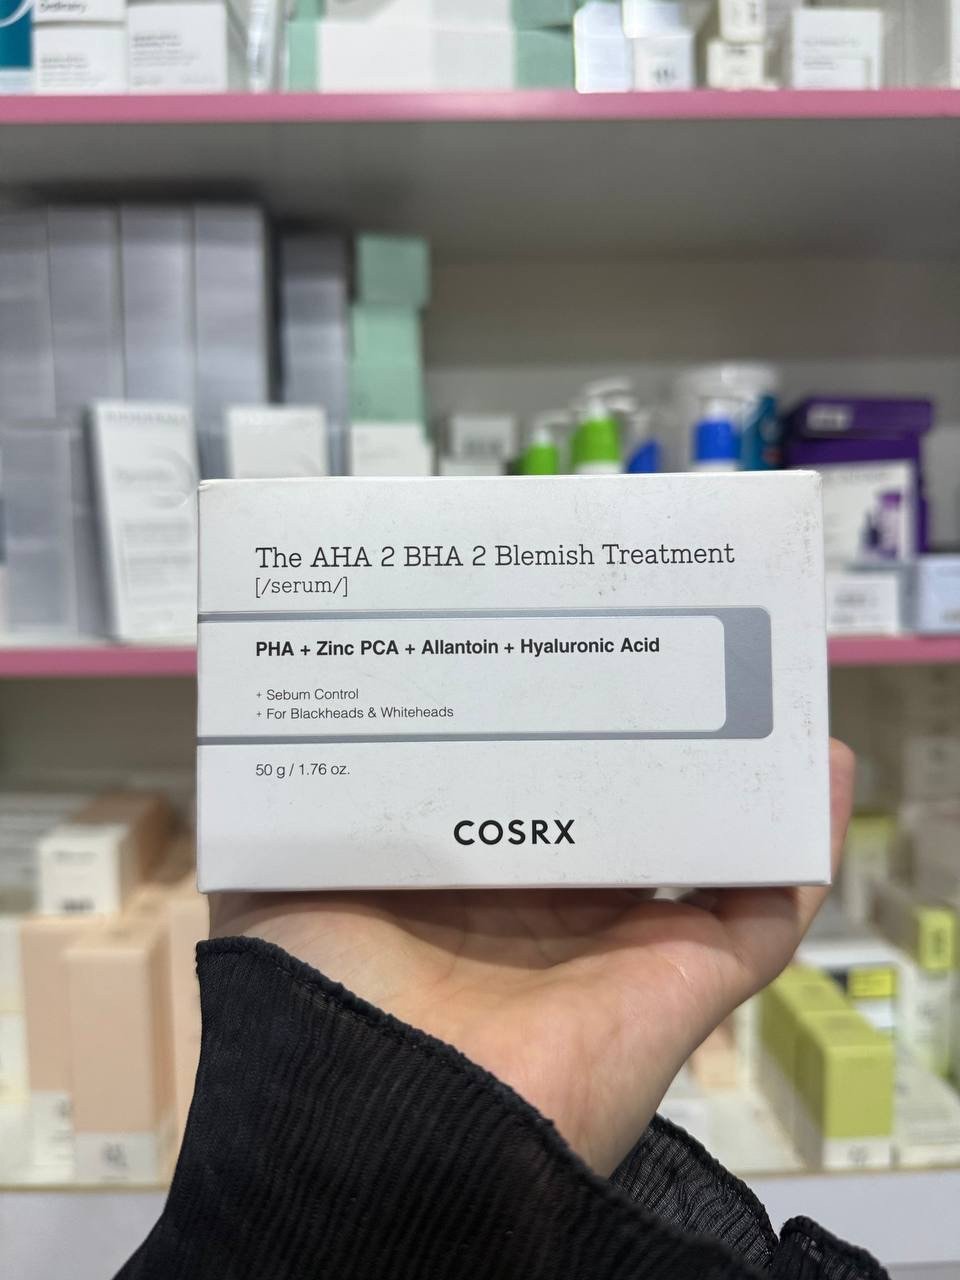 The AHA 2 BHA 2 Blemish Treatment
[/serum/]
PHA + Zinc PCA + Allantoin + Hyaluronic Acid
+ Sebum Control
+ For Blackheads & Whiteheads
50 g / 1.76 oz.
COSRX